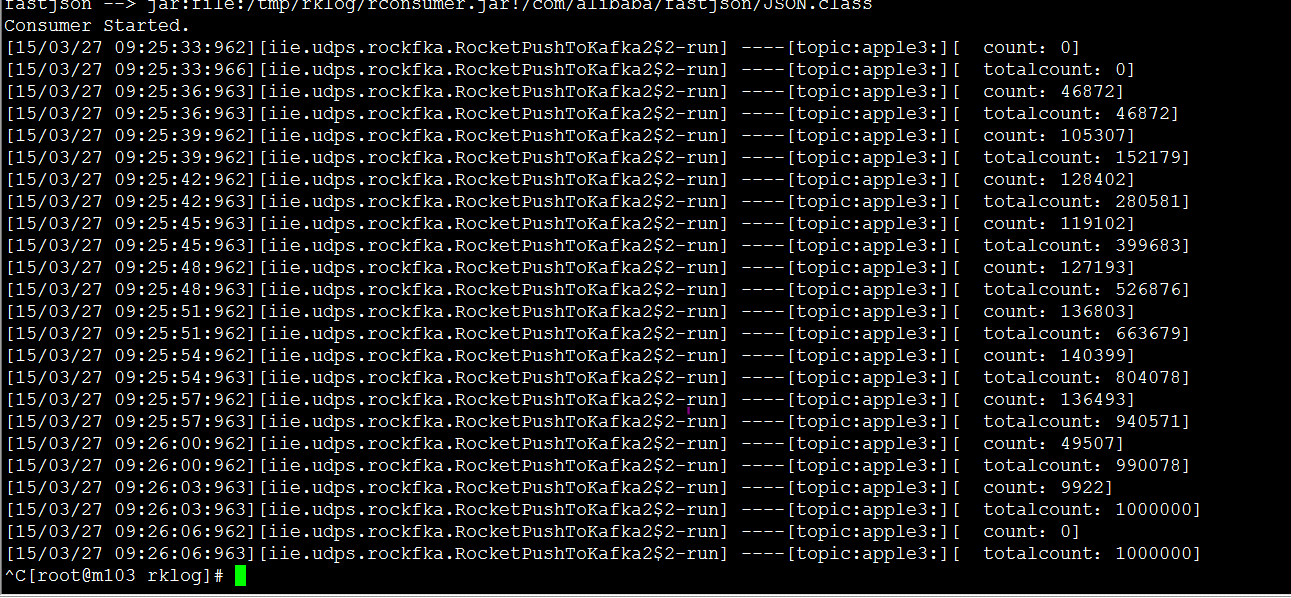 fastjson --> jar:file:/tmp/rklog/rconsumer.jar!/com/alibaba/fastjson/JSON.class
Consumer Started.
[15/03/27 09:25:33:962][iie.udps.rockfka.RocketPushToKafka2$2-run] ----[topic:apple3:][  count：0]
[15/03/27 09:25:33:966][iie.udps.rockfka.RocketPushToKafka2$2-run] ----[topic:apple3:][  totalcount：0]
[15/03/27 09:25:36:963][iie.udps.rockfka.RocketPushToKafka2$2-run] ----[topic:apple3:][  count：46872]
[15/03/27 09:25:36:963][iie.udps.rockfka.RocketPushToKafka2$2-run] ----[topic:apple3:][  totalcount：46872]
[15/03/27 09:25:39:962][iie.udps.rockfka.RocketPushToKafka2$2-run] ----[topic:apple3:][  count：105307]
[15/03/27 09:25:39:962][iie.udps.rockfka.RocketPushToKafka2$2-run] ----[topic:apple3:][  totalcount：152179]
[15/03/27 09:25:42:962][iie.udps.rockfka.RocketPushToKafka2$2-run] ----[topic:apple3:][  count：128402]
[15/03/27 09:25:42:963][iie.udps.rockfka.RocketPushToKafka2$2-run] ----[topic:apple3:][  totalcount：280581]
[15/03/27 09:25:45:963][iie.udps.rockfka.RocketPushToKafka2$2-run] ----[topic:apple3:][  count：119102]
[15/03/27 09:25:45:963][iie.udps.rockfka.RocketPushToKafka2$2-run] ----[topic:apple3:][  totalcount：399683]
[15/03/27 09:25:48:962][iie.udps.rockfka.RocketPushToKafka2$2-run] ----[topic:apple3:][  count：127193]
[15/03/27 09:25:48:963][iie.udps.rockfka.RocketPushToKafka2$2-run] ----[topic:apple3:][  totalcount：526876]
[15/03/27 09:25:51:962][iie.udps.rockfka.RocketPushToKafka2$2-run] ----[topic:apple3:][  count：136803]
[15/03/27 09:25:51:962][iie.udps.rockfka.RocketPushToKafka2$2-run] ----[topic:apple3:][  totalcount：663679]
[15/03/27 09:25:54:962][iie.udps.rockfka.RocketPushToKafka2$2-run] ----[topic:apple3:][  count：140399]
[15/03/27 09:25:54:963][iie.udps.rockfka.RocketPushToKafka2$2-run] ----[topic:apple3:][  totalcount：804078]
[15/03/27 09:25:57:962][iie.udps.rockfka.RocketPushToKafka2$2-run] ----[topic:apple3:][  count：136493]
[15/03/27 09:25:57:963][iie.udps.rockfka.RocketPushToKafka2$2-run] ----[topic:apple3:][  totalcount：940571]
[15/03/27 09:26:00:962][iie.udps.rockfka.RocketPushToKafka2$2-run] ----[topic:apple3:][  count：49507]
[15/03/27 09:26:00:962][iie.udps.rockfka.RocketPushToKafka2$2-run] ----[topic:apple3:][  totalcount：990078]
[15/03/27 09:26:03:963][iie.udps.rockfka.RocketPushToKafka2$2-run] ----[topic:apple3:][  count：9922]
[15/03/27 09:26:03:963][iie.udps.rockfka.RocketPushToKafka2$2-run] ----[topic:apple3:][  totalcount：1000000]
[15/03/27 09:26:06:962][iie.udps.rockfka.RocketPushToKafka2$2-run] ----[topic:apple3:][  count：0]
[15/03/27 09:26:06:963][iie.udps.rockfka.RocketPushToKafka2$2-run] ----[topic:apple3:][  totalcount：1000000]
^C[root@m103 rklog]#